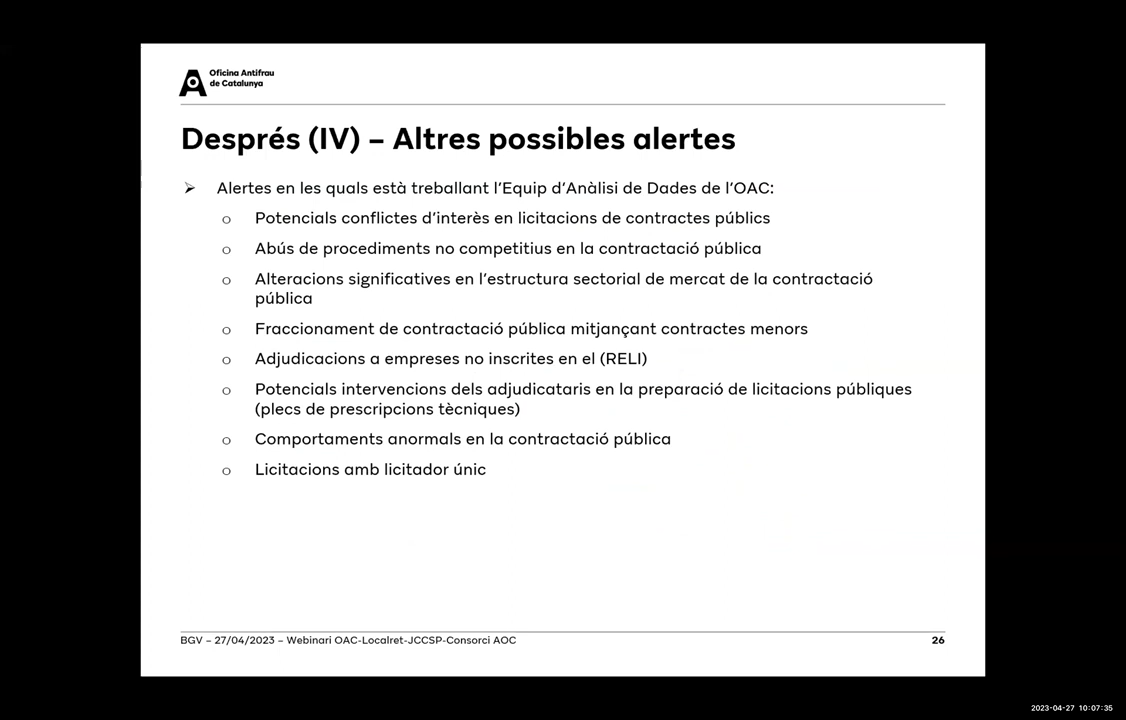 Oficina Antifrau
de Catalunya
Després (IV) – Altres possibles alertes
➢ Alertes en les quals està treballant l'Equip d'Anàlisi de Dades de l'OAC:
o Potencials conflictes d'interès en licitacions de contractes públics
o Abús de procediments no competitius en la contractació pública
o Alteracions significatives en l'estructura sectorial de mercat de la contractació
pública
o Fraccionament de contractació pública mitjançant contractes menors
o Adjudicacions a empreses no inscrites en el (RELI)
o Potencials intervencions dels adjudicataris en la preparació de licitacions públiques
(plecs de prescripcions tècniques)
o Comportaments anormals en la contractació pública
o Licitacions amb licitador únic
BGV – 27/04/2023 – Webinari OAC-Localret-JCCSP-Consorci AOC 26
2023-04-27 10:07:35